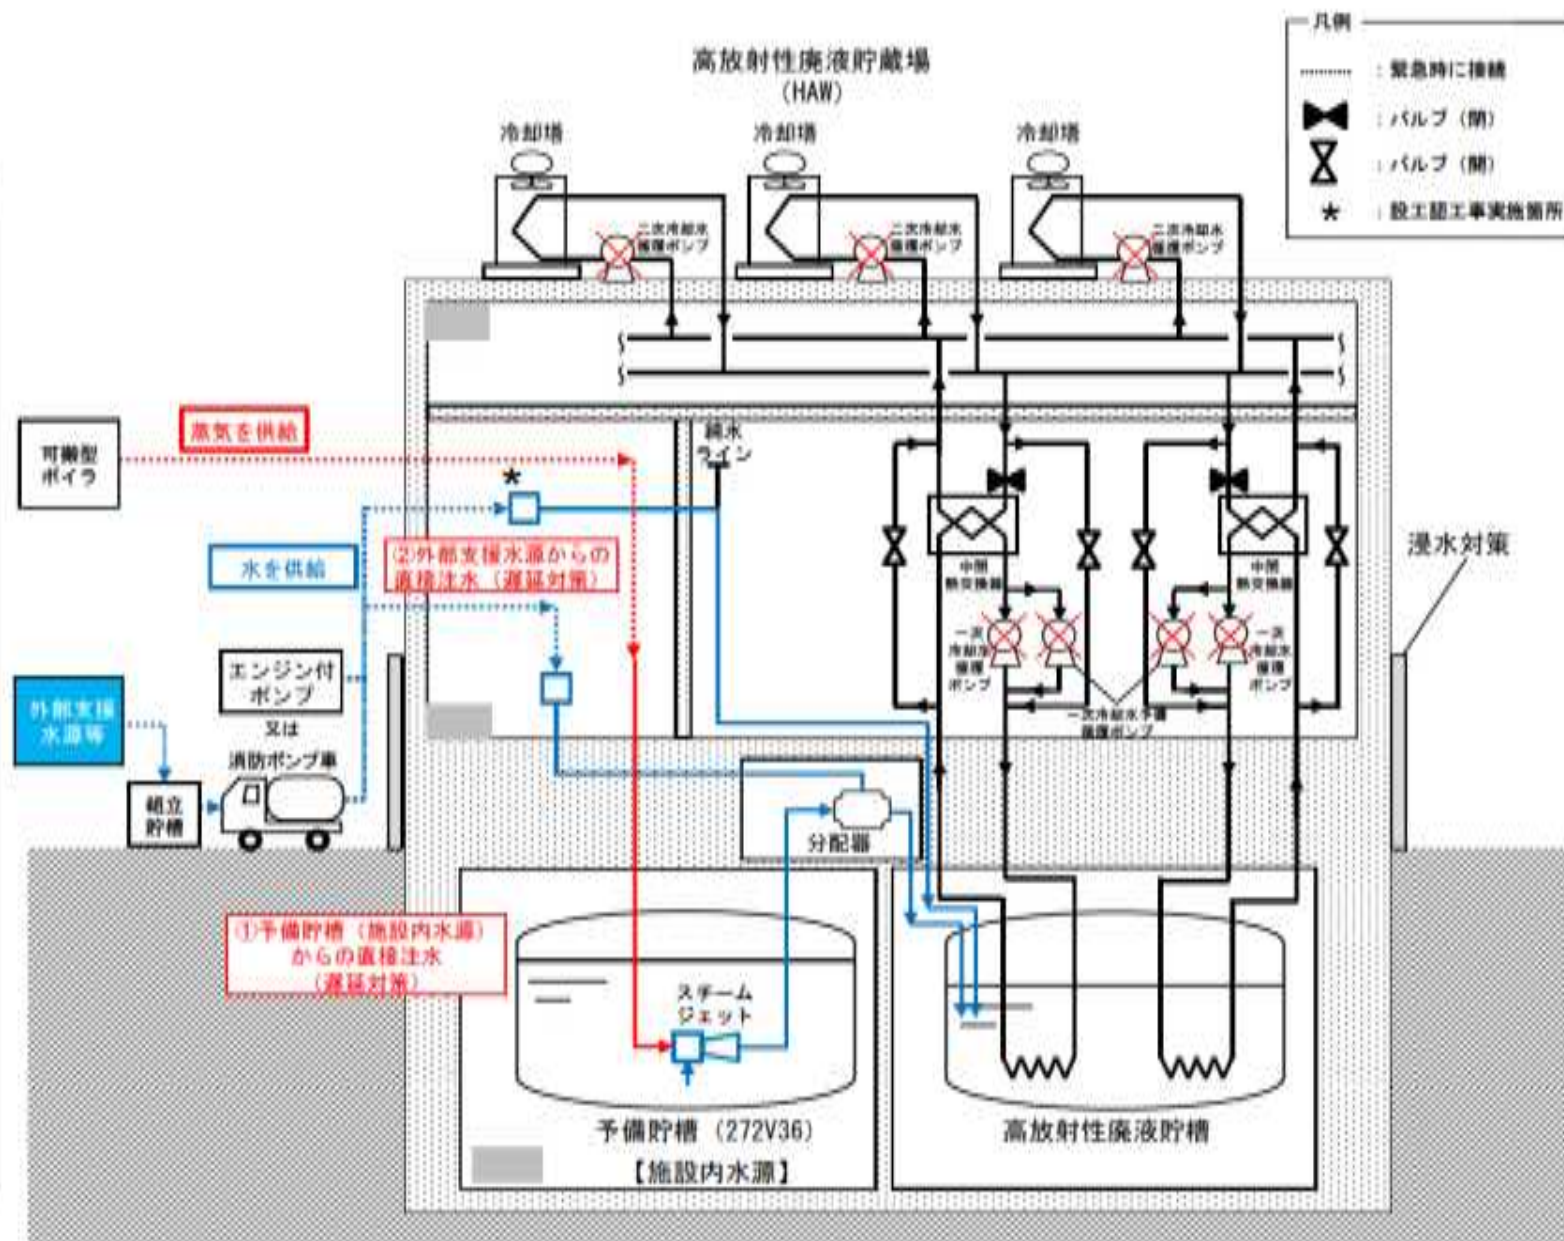 凡例
：緊急時に接続
：バルブ（閉）
：バルブ（開）
* ：設工認工事実施箇所
高放射性廃液貯蔵場
(HAW)
冷却塔
冷却塔
冷却塔
二次冷却水
循環ポンプ
二次冷却水
循環ポンプ
二次冷却水
循環ポンプ
蒸気を供給
可搬型
ボイラ
純水
ライン
*
水を供給
②外部支援水源からの
直接注水（遅延対策）
中間
熱交換器
中間
熱交換器
浸水対策
一次
冷却水
循環
ポンプ
一次
冷却水
循環
ポンプ
一次冷却水予備
循環ポンプ
エンジン付
ポンプ
又は
消防ポンプ車
外部支援
水源等
組立
貯槽
分配器
①予備貯槽（施設内水源）
からの直接注水
（遅延対策）
スチーム
ジェット
予備貯槽（272V36）
【施設内水源】
高放射性廃液貯槽